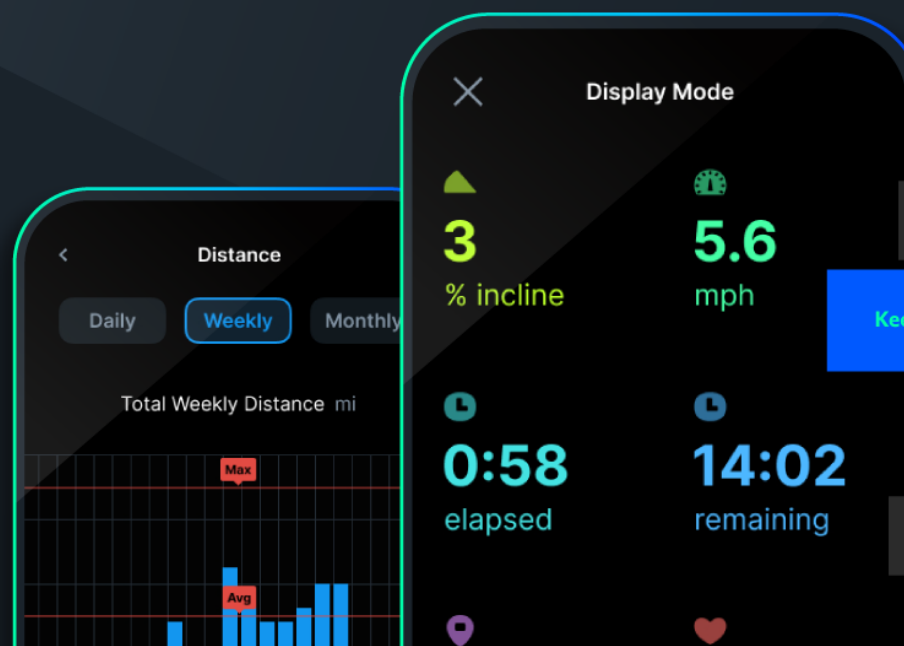 Display Mode
3
% incline
5.6
mph
0:58
elapsed
14:02
remaining
Distance
Daily
Weekly
Monthly
Total Weekly Distance mi
Max
Avg